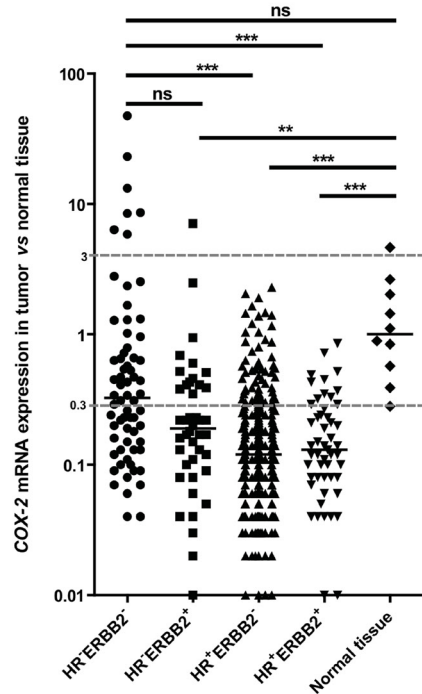 ns
***
***
ns
**
***
***
COX-2 mRNA expression in tumor vs normal tissue
100
10
3
1
0.3
0.1
0.01
HR⁻ERBB2⁻
HR⁻ERBB2⁺
HR⁺ERBB2⁻
HR⁺ERBB2⁺
Normal tissue